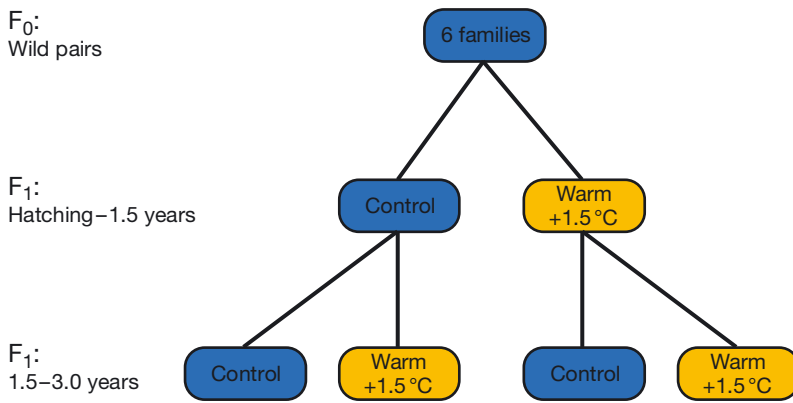 F₀:
Wild pairs
6 families
F₁:
Hatching–1.5 years
Control
Warm
+1.5°C
F₁:
1.5–3.0 years
Control
Warm
+1.5°C
Control
Warm
+1.5°C